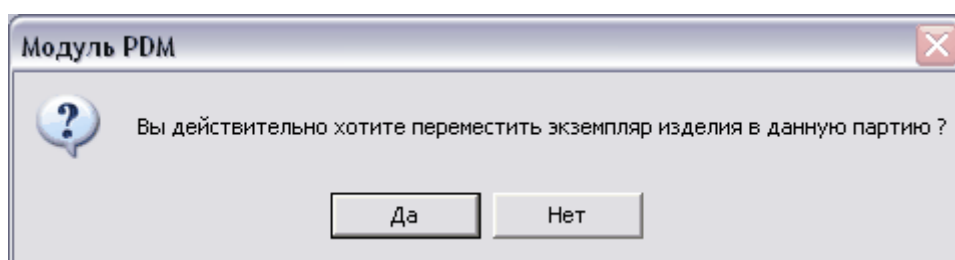 Модуль PDM
Вы действительно хотите переместить экземпляр изделия в данную партию ?
Да
Нет